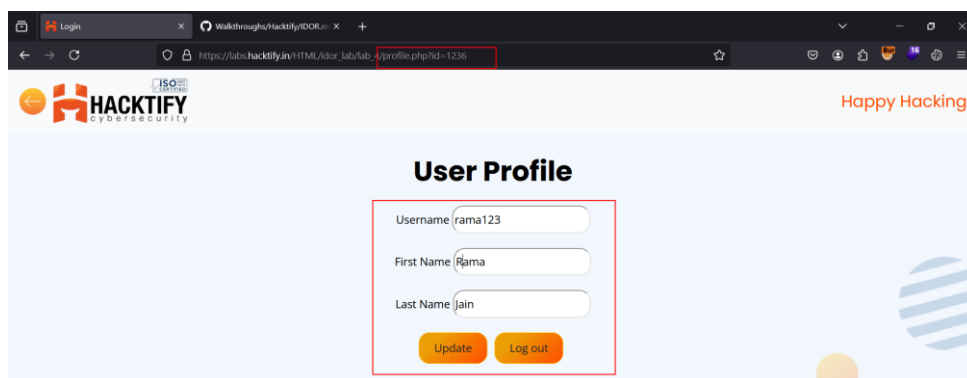 Login
Walkthroughs/Hacktify/IDOR.m
https://labs.hacktify.in/HTML/idor_lab/lab_4/profile.php?id=1236
16
ISO
CERTIFIED
HACKTIFY
cybersecurity
Happy Hacking
User Profile
Username rama123
First Name Rama
Last Name Jain
Update Log out